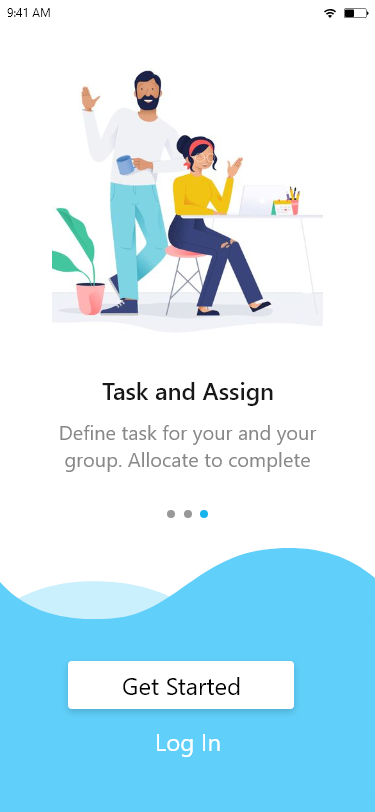 9:41 AM
Task and Assign
Define task for your and your
group. Allocate to complete
Get Started
Log In